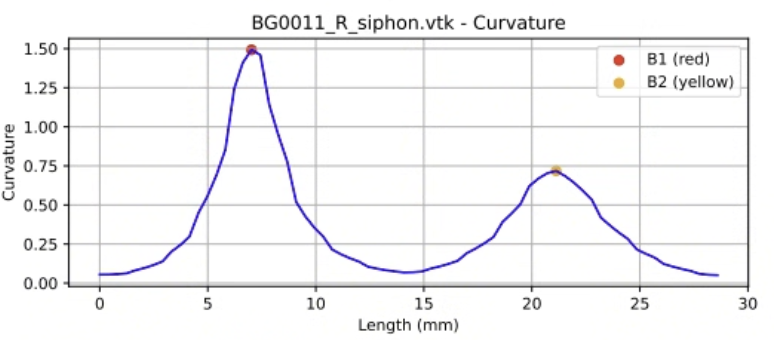 BG0011_R_siphon.vtk - Curvature
1.50
1.25
1.00
0.75
0.50
0.25
0.00
Curvature
B1 (red)
B2 (yellow)
0 5 10 15 20 25 30
Length (mm)